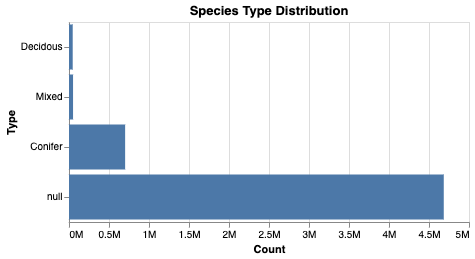 Species Type Distribution
Decidous
Mixed
Conifer
null
Type
0M 0.5M 1M 1.5M 2M 2.5M 3M 3.5M 4M 4.5M 5M
Count